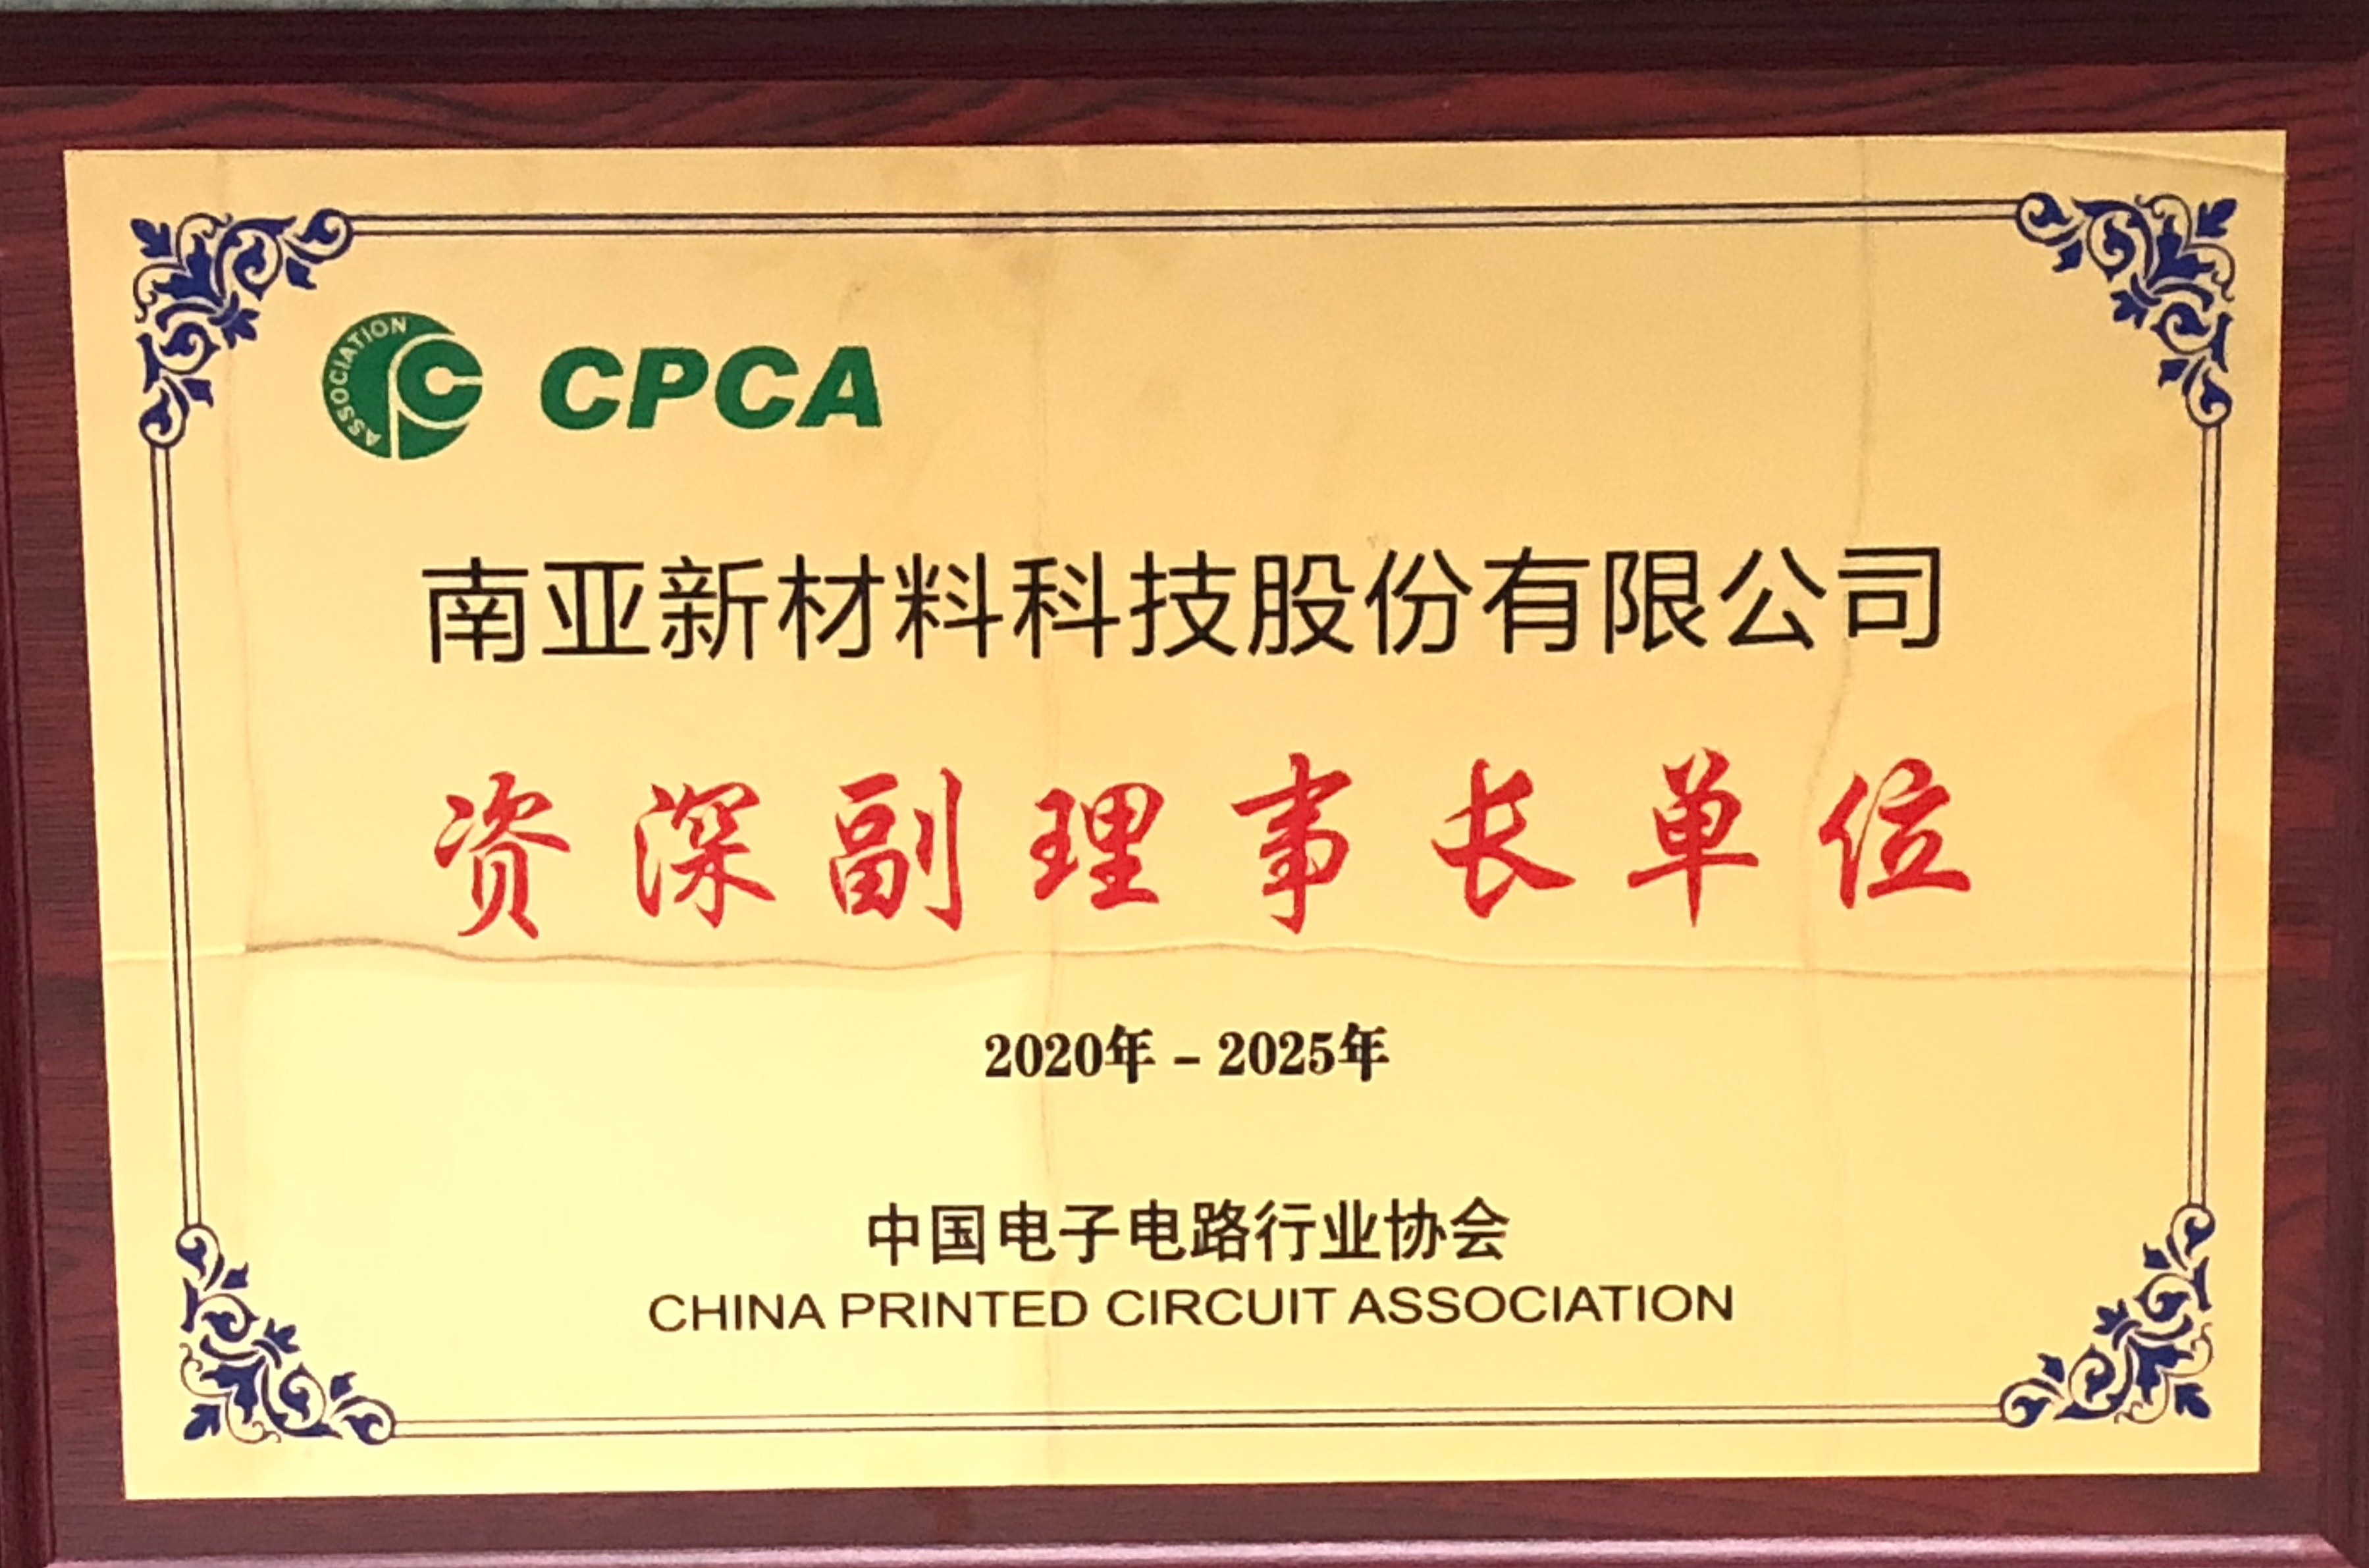 ASSOCIATION
CPCA
南亚新材料科技股份有限公司
资深副理事长单位
2020年－2025年
中国电子电路行业协会
CHINA PRINTED CIRCUIT ASSOCIATION